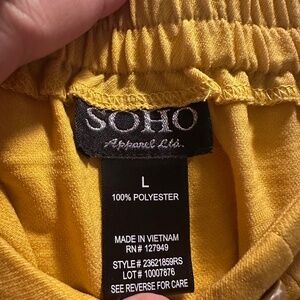 SOHO
Apparel Ltd.
L
100% POLYESTER
MADE IN VIETNAM
RN# 127949
STYLE# 23621859RS
LOT# 10007876
SEE REVERSE FOR CARE